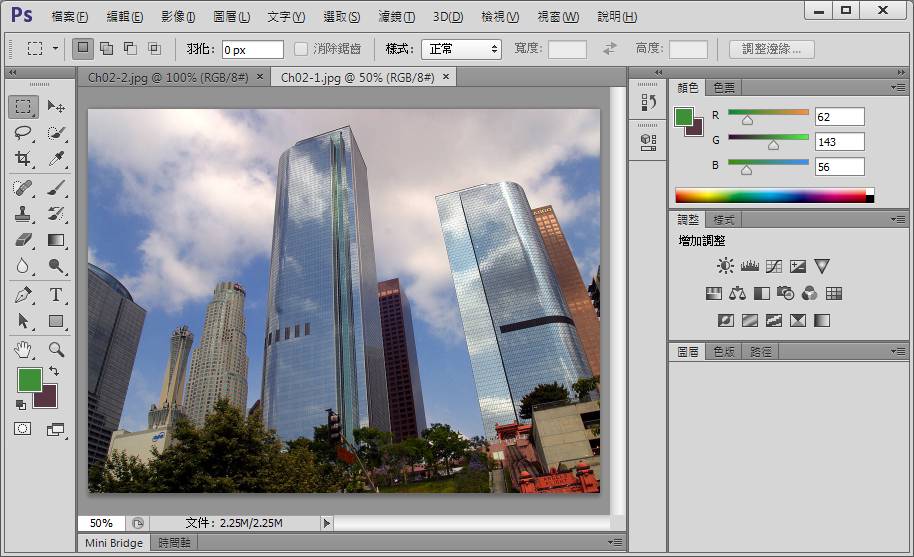 Ps 檔案(F) 編輯(E) 影像(I) 圖層(L) 文字(Y) 選取(S) 濾鏡(T) 3D(D) 檢視(V) 視窗(W) 說明(H)
羽化: 0 px 消除鋸齒 樣式: 正常 寬度: 高度: 調整邊緣...
Ch02-2.jpg @ 100% (RGB/8#) × Ch02-1.jpg @ 50% (RGB/8#) ×
顏色 色票
R 62
G 143
B 56
調整 樣式
增加調整
圖層 色版 路徑
T
50% 文件: 2.25M/2.25M
Mini Bridge 時間軸